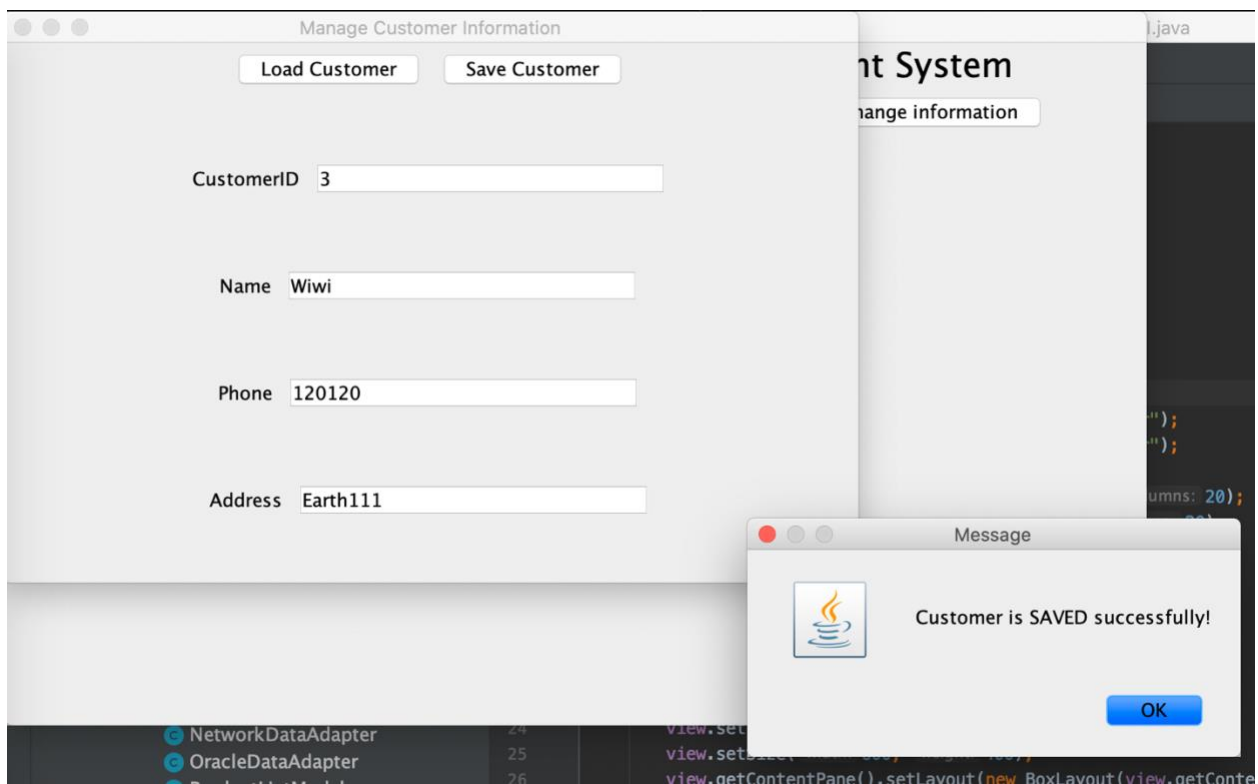 Manage Customer Information
l.java
Load Customer
Save Customer
nt System
hange information
CustomerID 3
Name Wiwi
Phone 120120
Address Earth111
");
");
umns: 20);
Message
Customer is SAVED successfully!
OK
NetworkDataAdapter
OracleDataAdapter
24 view.set
25 view.set
26 view.getContentPane().setLayout(new BoxLayout(view.getConte